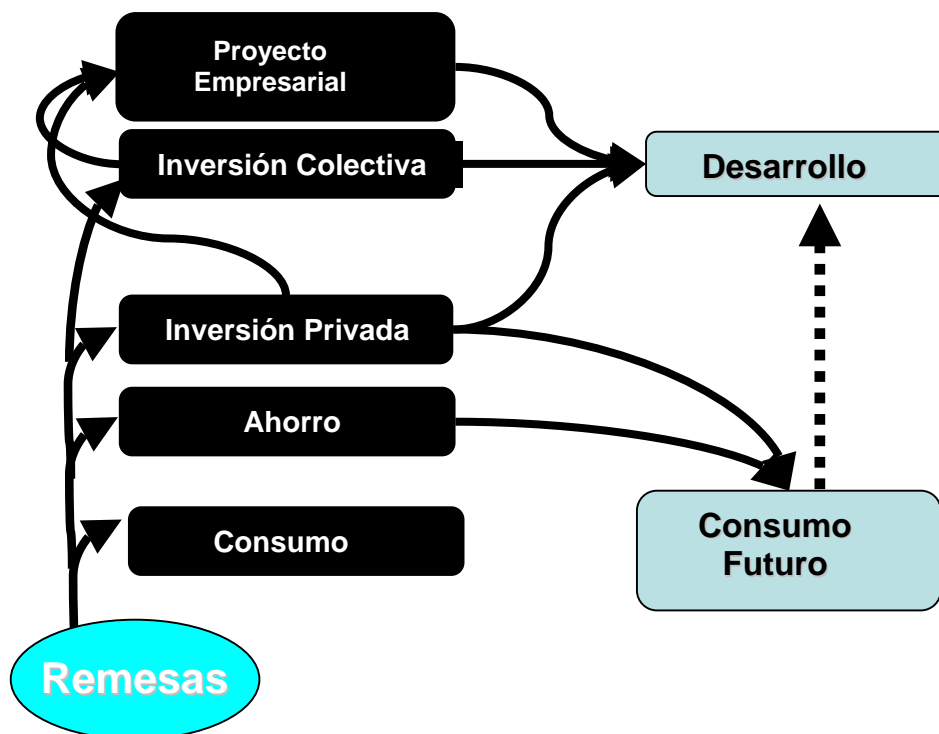 Proyecto
Empresarial
Inversión Colectiva
Desarrollo
Inversión Privada
Ahorro
Consumo
Consumo
Futuro
Remesas